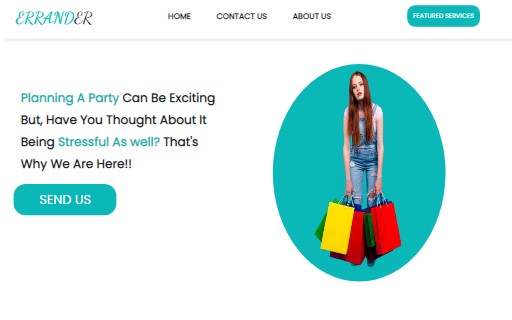 ERRANDER
HOME
CONTACT US
ABOUT US
FEATURED SERVICES
Planning A Party Can Be Exciting
But, Have You Thought About It
Being Stressful As well? That's
Why We Are Here!!
SEND US